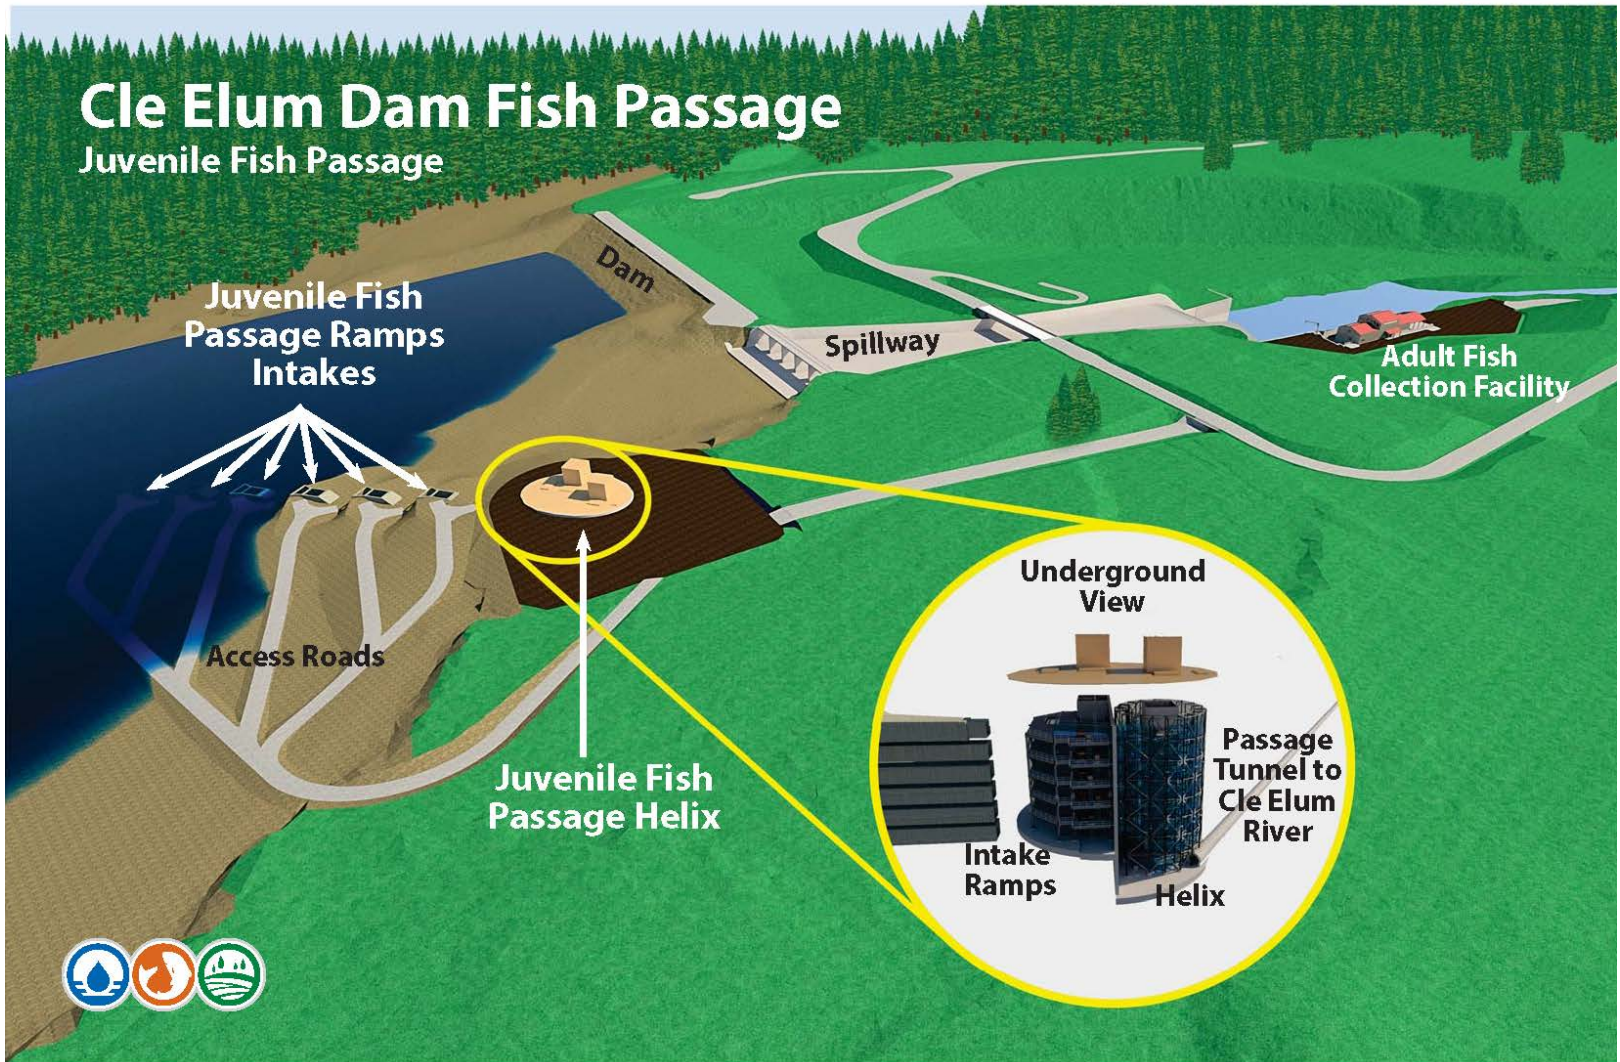 Cle Elum Dam Fish Passage
Juvenile Fish Passage
Dam
Juvenile Fish
Passage Ramps
Intakes
Spillway
Adult Fish
Collection Facility
Access Roads
Juvenile Fish
Passage Helix
Underground
View
Passage
Tunnel to
Cle Elum
River
Intake
Ramps
Helix